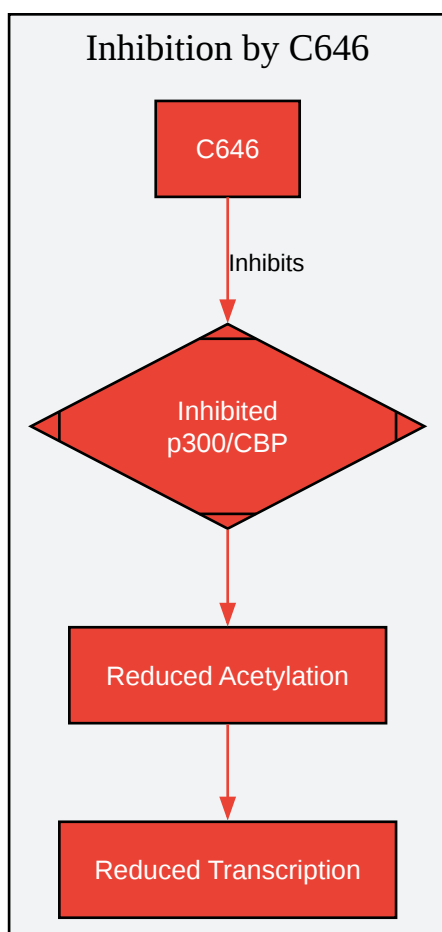 Inhibition by C646
C646
Inhibits
Inhibited
p300/CBP
Reduced Acetylation
Reduced Transcription